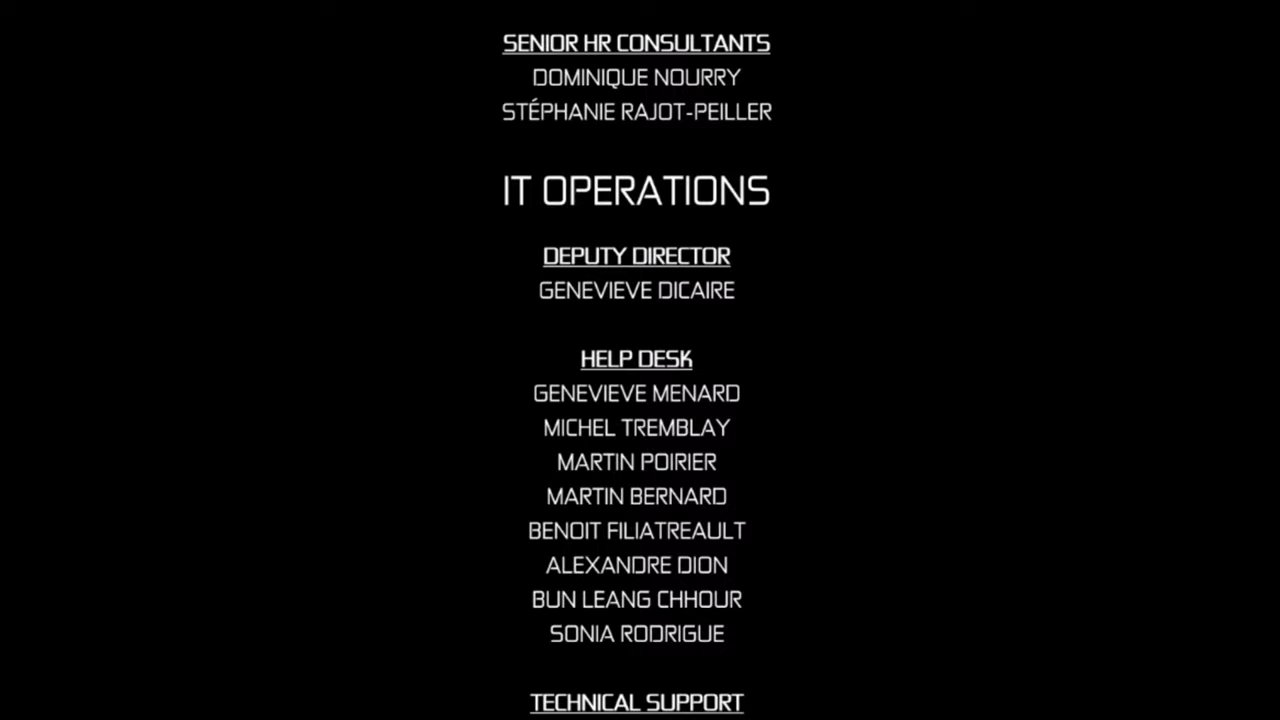 SENIOR HR CONSULTANTS
DOMINIQUE NOURRY
STÉPHANIE RAJOT-PEILLER
IT OPERATIONS
DEPUTY DIRECTOR
GENEVIEVE DICAIRE
HELP DESK
GENEVIEVE MENARD
MICHEL TREMBLAY
MARTIN POIRIER
MARTIN BERNARD
BENOIT FILIATREAULT
ALEXANDRE DION
BUN LEANG CHHOUR
SONIA RODRIGUE
TECHNICAL SUPPORT